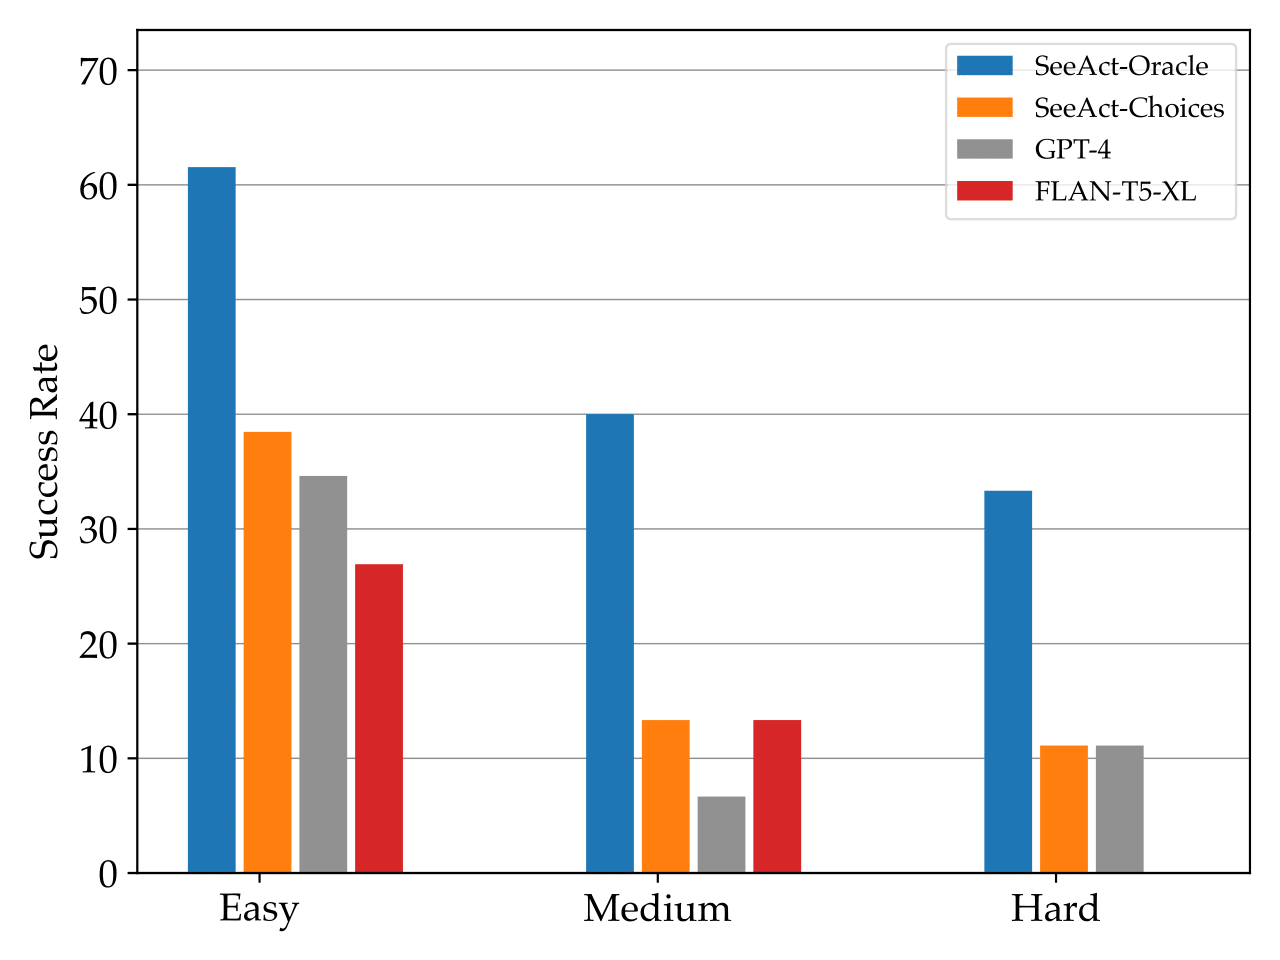 SeeAct-Oracle
SeeAct-Choices
GPT-4
FLAN-T5-XL
Success Rate
70
60
50
40
30
20
10
0
Easy Medium Hard